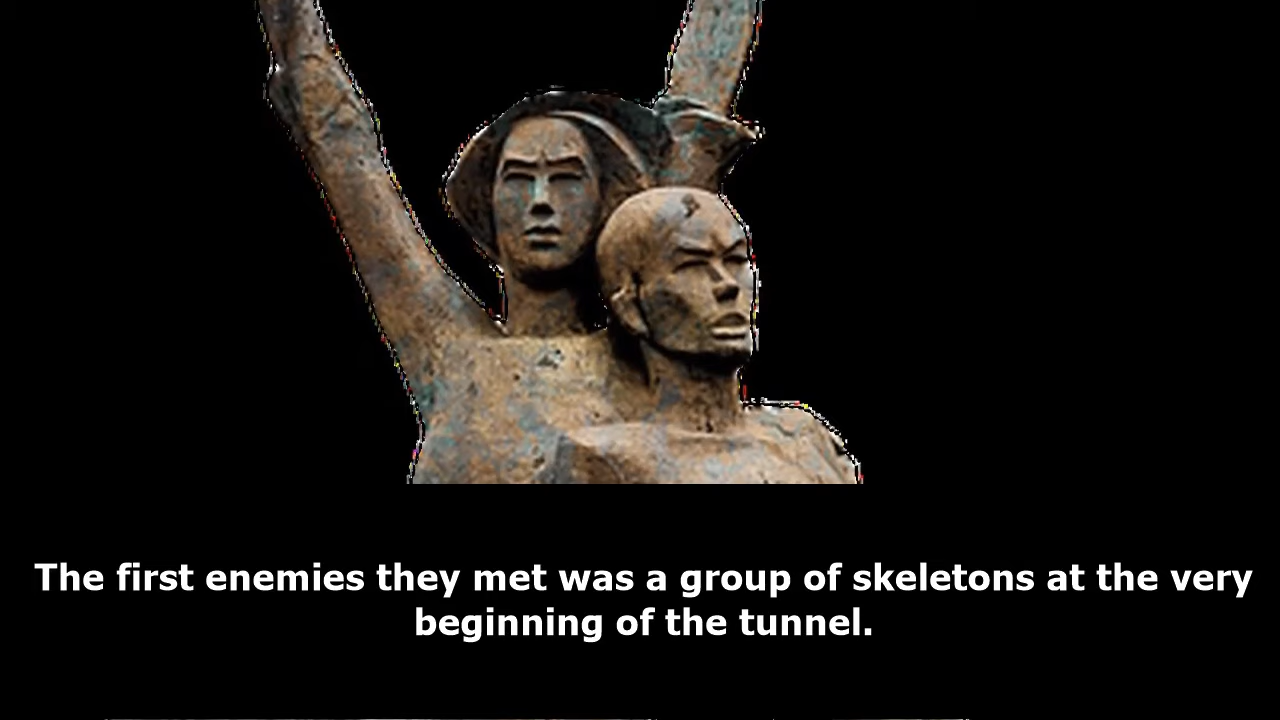 The first enemies they met was a group of skeletons at the very
beginning of the tunnel.